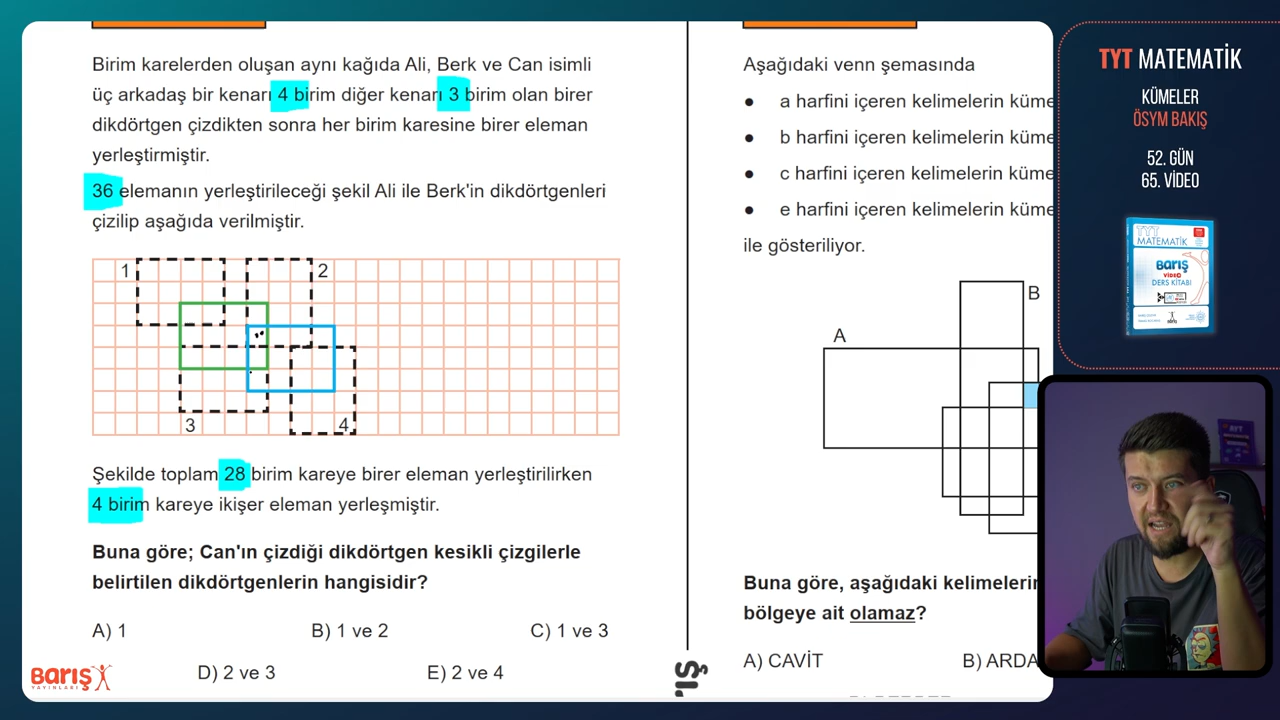 Birim karelerden oluşan aynı kağıda Ali, Berk ve Can isimli
üç arkadaş bir kenarı 4 birim diğer kenarı 3 birim olan birer
dikdörtgen çizdikten sonra her birim karesine birer eleman
yerleştirmiştir.
36 elemanın yerleştirileceği şekil Ali ile Berk'in dikdörtgenleri
çizilip aşağıda verilmiştir.
1
2
3
4
Şekilde toplam 28 birim kareye birer eleman yerleştirilirken
4 birim kareye ikişer eleman yerleşmiştir.
Buna göre; Can'ın çizdiği dikdörtgen kesikli çizgilerle
belirtilen dikdörtgenlerin hangisidir?
A) 1
B) 1 ve 2
C) 1 ve 3
D) 2 ve 3
E) 2 ve 4
BARIŞ
YAYINLARI
Aşağıdaki venn şemasında
• a harfini içeren kelimelerin küme
• b harfini içeren kelimelerin küme
• c harfini içeren kelimelerin küme
• e harfini içeren kelimelerin küme
ile gösteriliyor.
B
A
Buna göre, aşağıdaki kelimelerin
bölgeye ait olamaz?
A) CAVİT
B) ARDA
TYT MATEMATİK
KÜMELER
ÖSYM BAKIŞ
52. GÜN
65. VİDEO
TYT
MATEMATİK
BARIŞ
VİDEO
DERS KİTABI